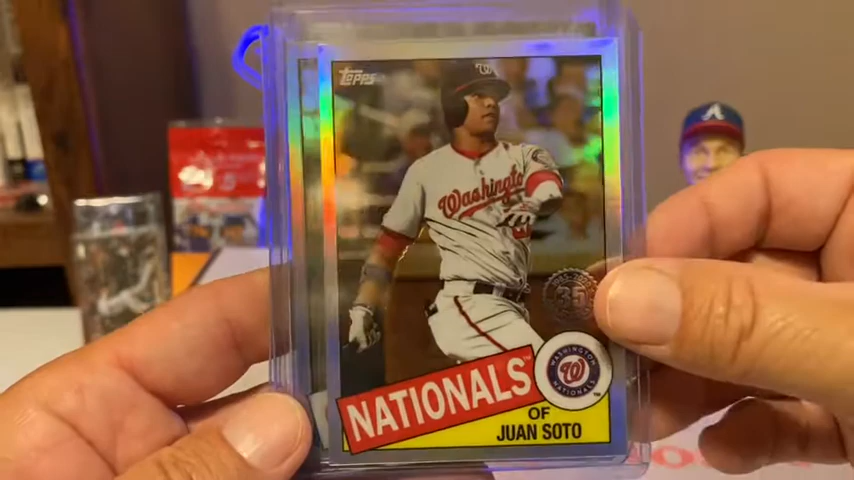 Topps
W
Washington
35
NATIONALS
WASHINGTON
W
NATIONALS
OF
JUAN SOTO
A